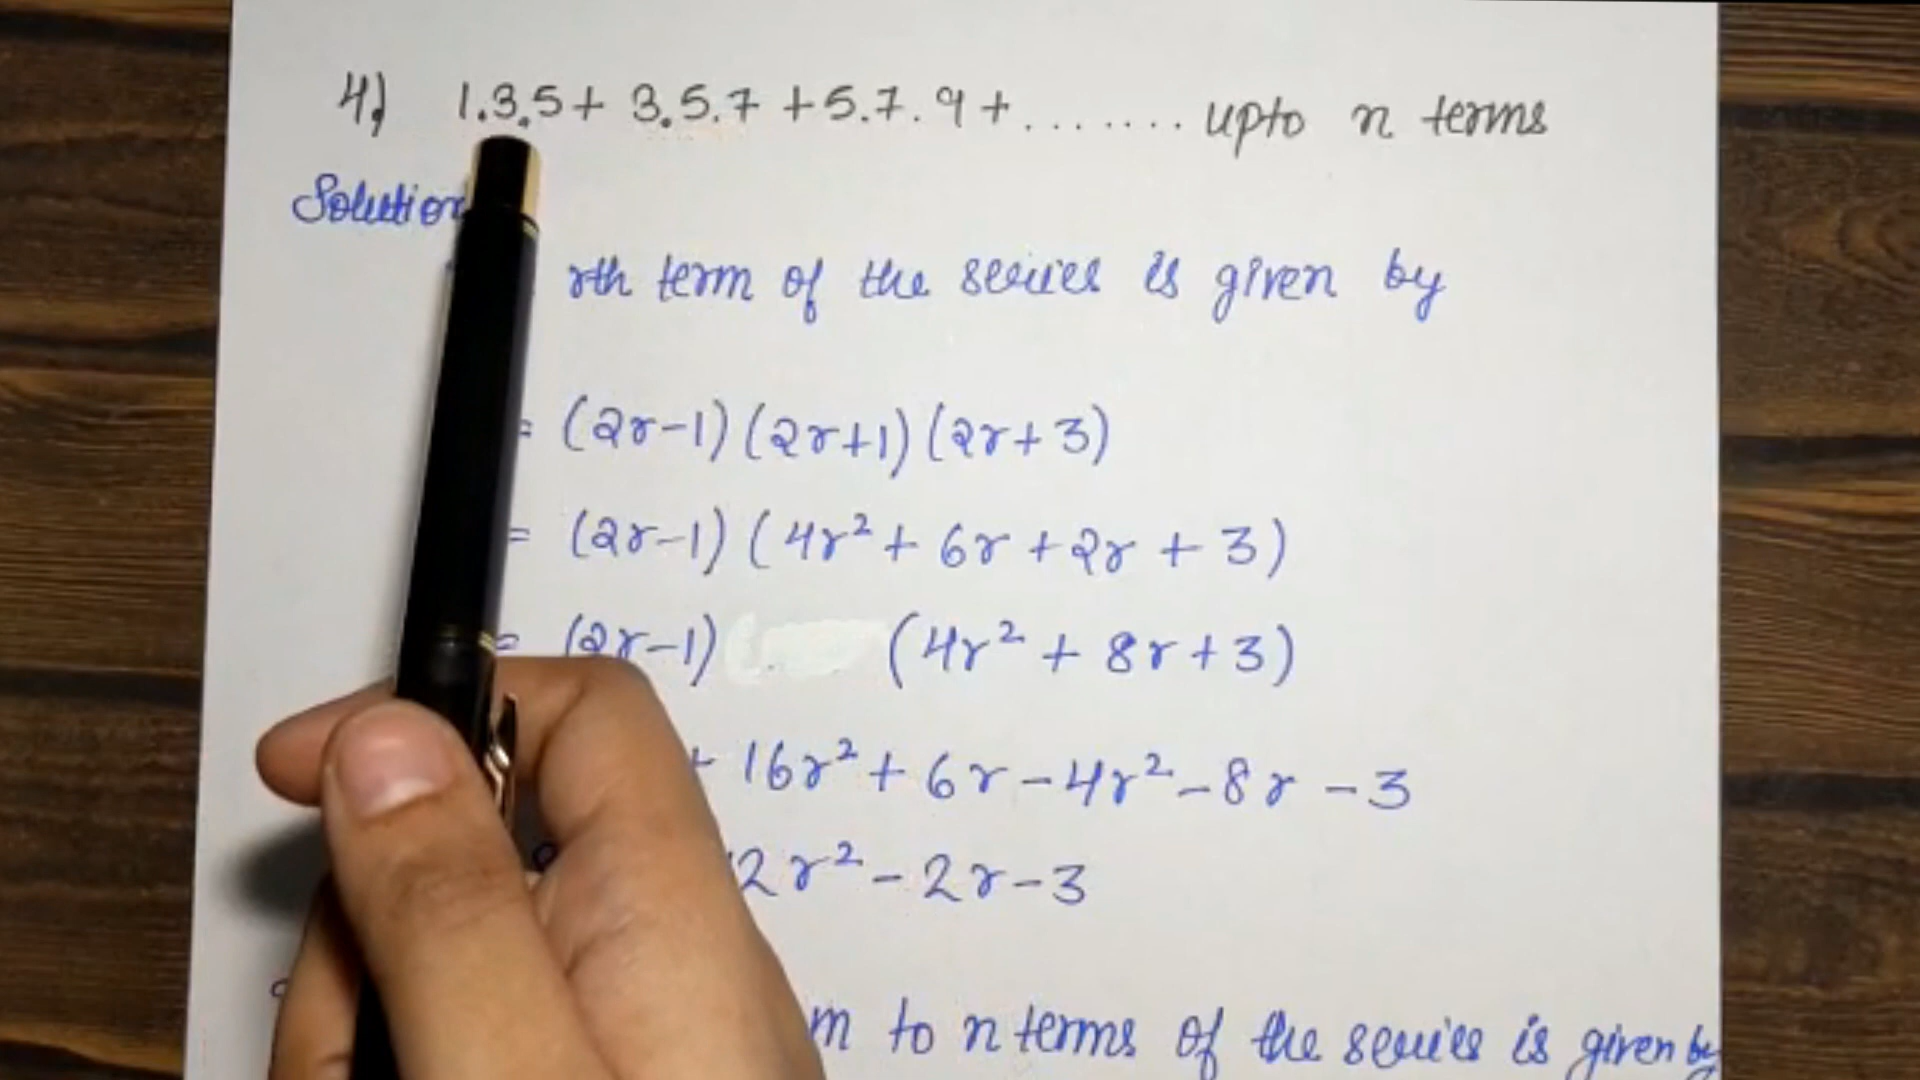 4) 1.3.5 + 3.5.7 + 5.7.9 + ....... upto n terms
Solution
rth term of the series is given by
= (2r-1) (2r+1) (2r+3)
= (2r-1) (4r² + 6r + 2r + 3)
= (2r-1) (4r² + 8r + 3)
+ 16r² + 6r - 4r² - 8r - 3
2r² - 2r - 3
m to n terms of the series is given by